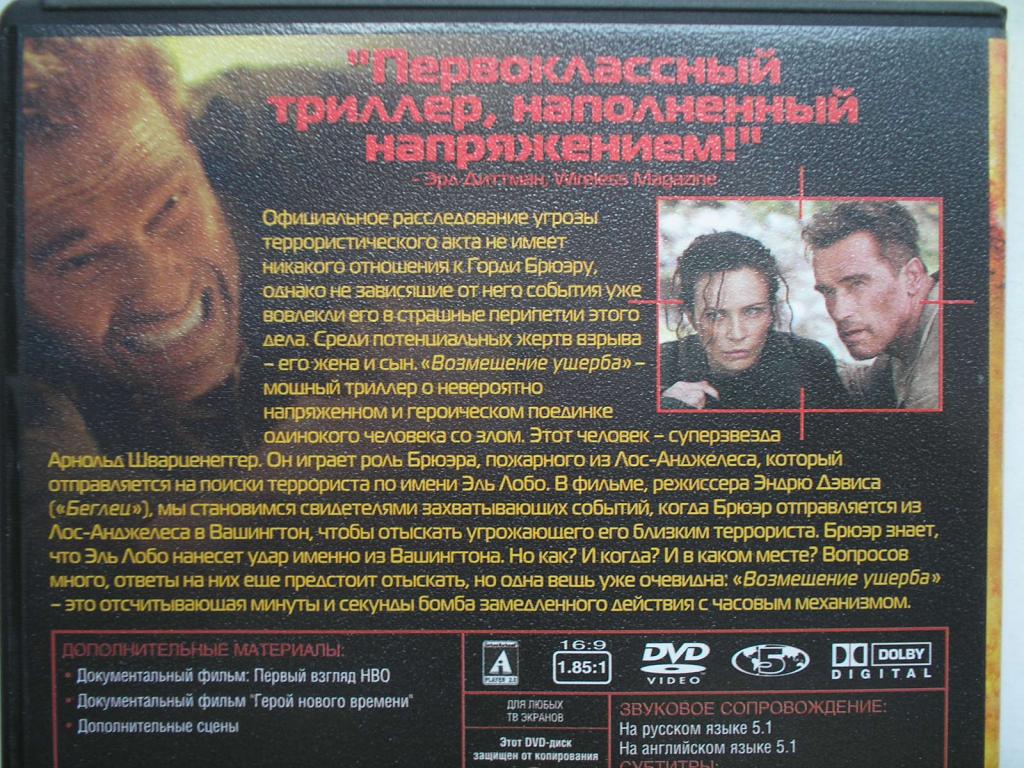 "Первоклассный
триллер, наполненный
напряжением!"
- Эрл Диттман, Wireless Magazine
Официальное расследование угрозы
террористического акта не имеет
никакого отношения к Горди Брюэру,
однако не зависящие от него события уже
вовлекли его в страшные перипетии этого
дела. Среди потенциальных жертв взрыва
– его жена и сын. «Возмещение ущерба» –
мощный триллер о невероятно
напряженном и героическом поединке
одинокого человека со злом. Этот человек – суперзвезда
Арнольд Шварценеггер. Он играет роль Брюэра, пожарного из Лос-Анджелеса, который
отправляется на поиски террориста по имени Эль Лобо. В фильме, режиссера Эндрю Дэвиса
(«Беглец»), мы становимся свидетелями захватывающих событий, когда Брюэр отправляется из
Лос-Анджелеса в Вашингтон, чтобы отыскать угрожающего его близким террориста. Брюэр знает,
что Эль Лобо нанесет удар именно из Вашингтона. Но как? И когда? И в каком месте? Вопросов
много, ответы на них еще предстоит отыскать, но одна вещь уже очевидна: «Возмещение ущерба»
– это отсчитывающая минуты и секунды бомба замедленного действия с часовым механизмом.
ДОПОЛНИТЕЛЬНЫЕ МАТЕРИАЛЫ:
• Документальный фильм: Первый взгляд HBO
• Документальный фильм "Герой нового времени"
• Дополнительные сцены
A
PLAYER 2.0
16:9
1.85:1
DVD
VIDEO
5
DOLBY
DIGITAL
ДЛЯ ЛЮБЫХ
ТВ ЭКРАНОВ
Этот DVD-диск
защищен от копирования
ЗВУКОВОЕ СОПРОВОЖДЕНИЕ:
На русском языке 5.1
На английском языке 5.1
СУБТИТРЫ: